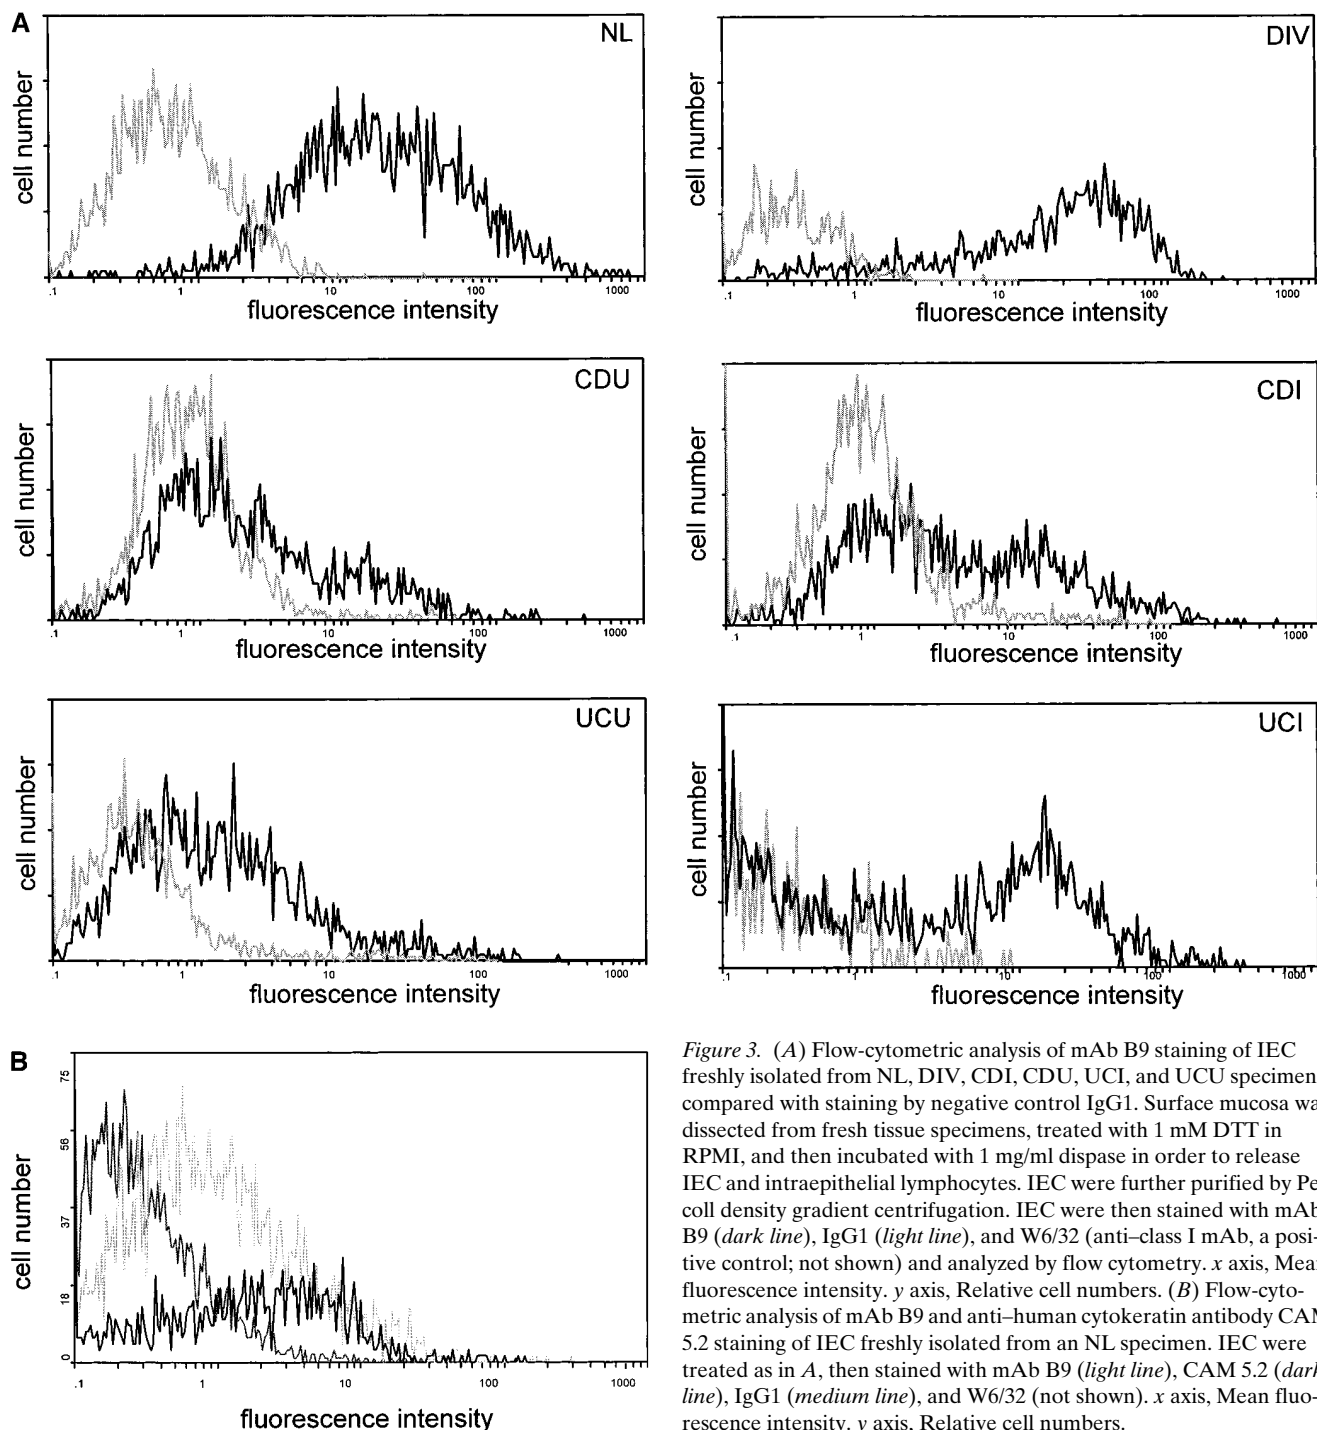 A
NL
cell number
.1 1 10 100 1000
fluorescence intensity
DIV
cell number
.1 1 10 100 1000
fluorescence intensity
CDU
cell number
.1 1 10 100 1000
fluorescence intensity
CDI
cell number
.1 1 10 100 1000
fluorescence intensity
UCU
cell number
.1 1 10 100 1000
fluorescence intensity
UCI
cell number
.1 1 10 100 1000
fluorescence intensity
B
75
56
37
18
0
cell number
.1 1 10 100 1000
fluorescence intensity
Figure 3. (A) Flow-cytometric analysis of mAb B9 staining of IEC
freshly isolated from NL, DIV, CDI, CDU, UCI, and UCU specimen
compared with staining by negative control IgG1. Surface mucosa wa
dissected from fresh tissue specimens, treated with 1 mM DTT in
RPMI, and then incubated with 1 mg/ml dispase in order to release
IEC and intraepithelial lymphocytes. IEC were further purified by Pe
coll density gradient centrifugation. IEC were then stained with mAb
B9 (dark line), IgG1 (light line), and W6/32 (anti–class I mAb, a posi-
tive control; not shown) and analyzed by flow cytometry. x axis, Mean
fluorescence intensity. y axis, Relative cell numbers. (B) Flow-cyto-
metric analysis of mAb B9 and anti–human cytokeratin antibody CAM
5.2 staining of IEC freshly isolated from an NL specimen. IEC were
treated as in A, then stained with mAb B9 (light line), CAM 5.2 (dark
line), IgG1 (medium line), and W6/32 (not shown). x axis, Mean fluo-
rescence intensity. y axis, Relative cell numbers.